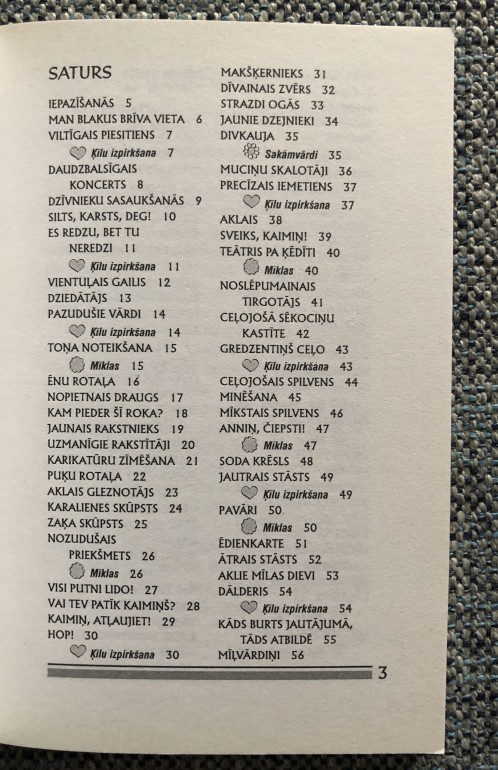 SATURS
IEPAZĪŠANĀS 5
MAN BLAKUS BRĪVA VIETA 6
VILTĪGAIS PIESITIENS 7
Ķīlu izpirkšana 7
DAUDZBALSĪGAIS
KONCERTS 8
DZĪVNIEKU SASAUKŠANĀS 9
SILTS, KARSTS, DEG! 10
ES REDZU, BET TU
NEREDZI 11
Ķīlu izpirkšana 11
VIENTUĻAIS GAILIS 12
DZIEDĀTĀJS 13
PAZUDUŠIE VĀRDI 14
Ķīlu izpirkšana 14
TOŅA NOTEIKŠANA 15
Miklas 15
ĒNU ROTAĻA 16
NOPIETNAIS DRAUGS 17
KAM PIEDER ŠĪ ROKA? 18
JAUNAIS RAKSTNIEKS 19
UZMANĪGIE RAKSTĪTĀJI 20
KARIKATŪRU ZĪMĒŠANA 21
PUĶU ROTAĻA 22
AKLAIS GLEZNOTĀJS 23
KARALIENES SKŪPSTS 24
ZAĶA SKŪPSTS 25
NOZUDUŠAIS
PRIEKŠMETS 26
Miklas 26
VISI PUTNI LIDO! 27
VAI TEV PATĪK KAIMIŅŠ? 28
KAIMIŅ, ATĻAUJIET! 29
HOP! 30
Ķīlu izpirkšana 30
MAKŠĶERNIEKS 31
DĪVAINAIS ZVĒRS 32
STRAZDI OGĀS 33
JAUNIE DZEJNIEKI 34
DIVKAUJA 35
Sakāmvārdi 35
MUCIŅU SKALOTĀJI 36
PRECĪZAIS IEMETIENS 37
Ķīlu izpirkšana 37
AKLAIS 38
SVEIKS, KAIMIŅ! 39
TEĀTRIS PA ĶĒDĪTI 40
Miklas 40
NOSLĒPUMAINAIS
TIRGOTĀJS 41
CEĻOJOŠĀ SĒKOCIŅU
KASTĪTE 42
GREDZENTIŅŠ CEĻO 43
Ķīlu izpirkšana 43
CEĻOJOŠAIS SPILVENS 44
MINĒŠANA 45
MĪKSTAIS SPILVENS 46
ANNIŅ, ČIEPSTI! 47
Miklas 47
SODA KRĒSLS 48
JAUTRAIS STĀSTS 49
Ķīlu izpirkšana 49
PAVĀRI 50
Miklas 50
ĒDIENKARTE 51
ĀTRAIS STĀSTS 52
AKLIE MĪLAS DIEVI 53
DĀLDERIS 54
Ķīlu izpirkšana 54
KĀDS BURTS JAUTĀJUMĀ,
TĀDS ATBILDĒ 55
MĪĻVĀRDIŅI 56
3